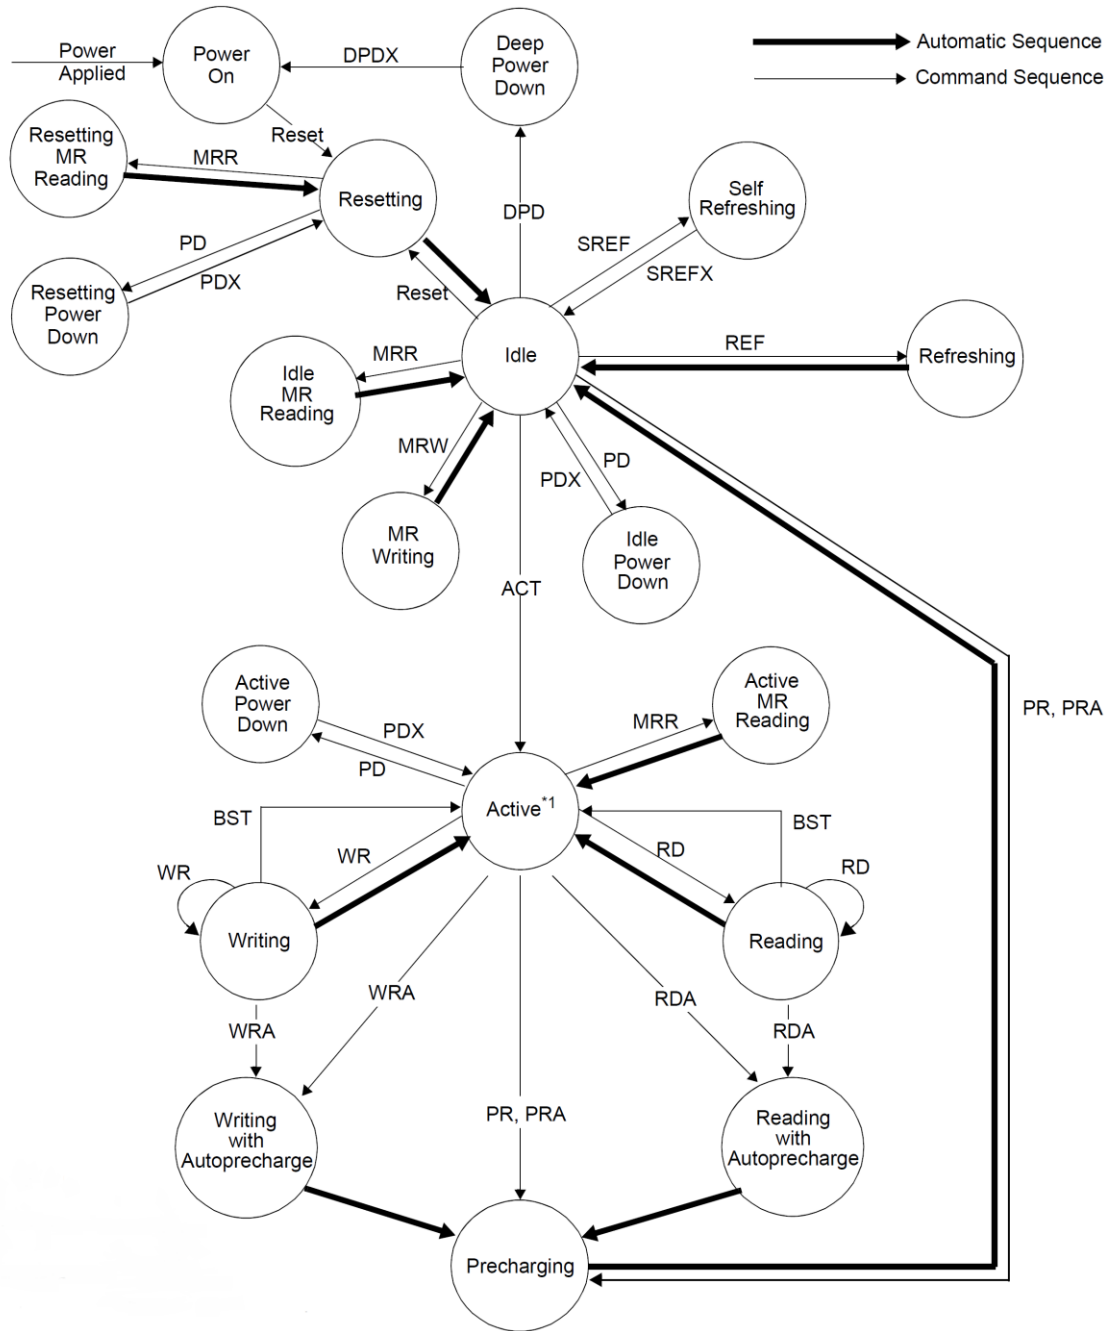 Power
Applied
Power
On
DPDX
Deep
Power
Down
Automatic Sequence
Command Sequence
Reset
Resetting
MR
Reading
MRR
Resetting
DPD
Self
Refreshing
SREF
SREFX
PD
PDX
Resetting
Power
Down
Reset
Idle
REF
Refreshing
MRR
Idle
MR
Reading
MRW
PD
PDX
MR
Writing
Idle
Power
Down
ACT
Active
Power
Down
PDX
PD
Active
MR
Reading
MRR
PR, PRA
Active*1
BST
BST
WR
RD
WR
RD
Writing
Reading
WRA
RDA
WRA
RDA
Writing
with
Autoprecharge
PR, PRA
Reading
with
Autoprecharge
Precharging